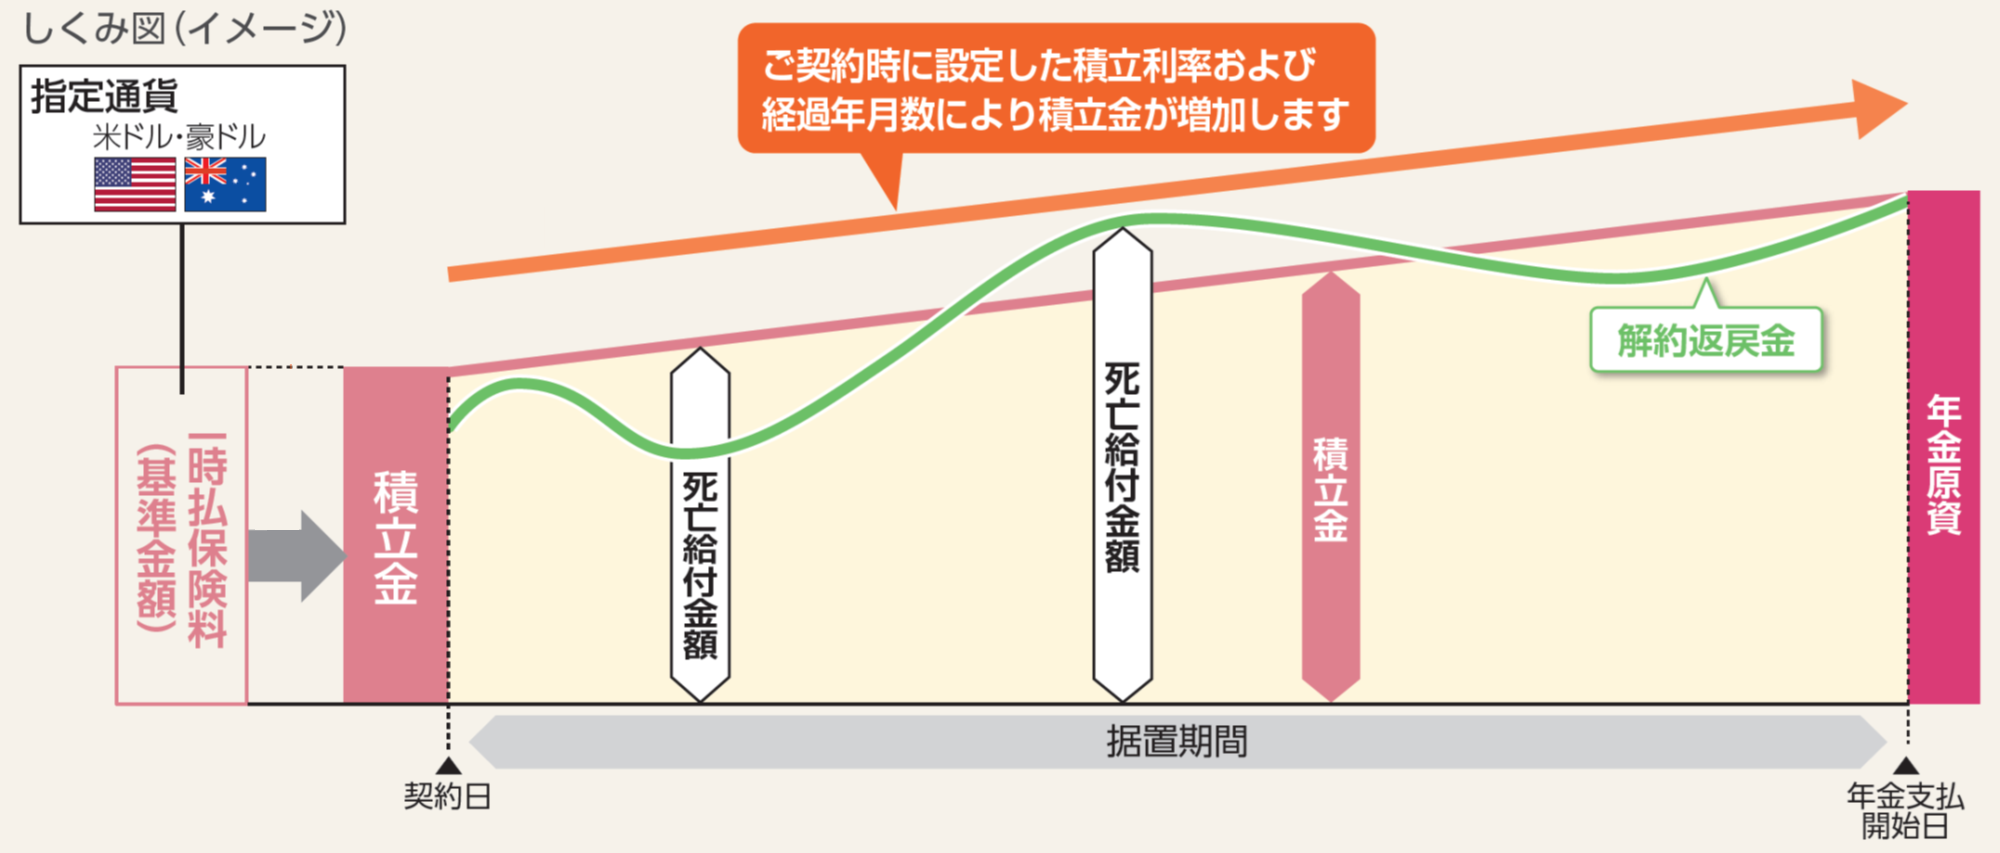 しくみ図(イメージ)
指定通貨
米ドル・豪ドル
ご契約時に設定した積立利率および
経過年月数により積立金が増加します
一時払保険料
(基準金額)
積立金
死亡給付金額
死亡給付金額
積立金
解約返戻金
年金原資
据置期間
契約日
年金支払
開始日